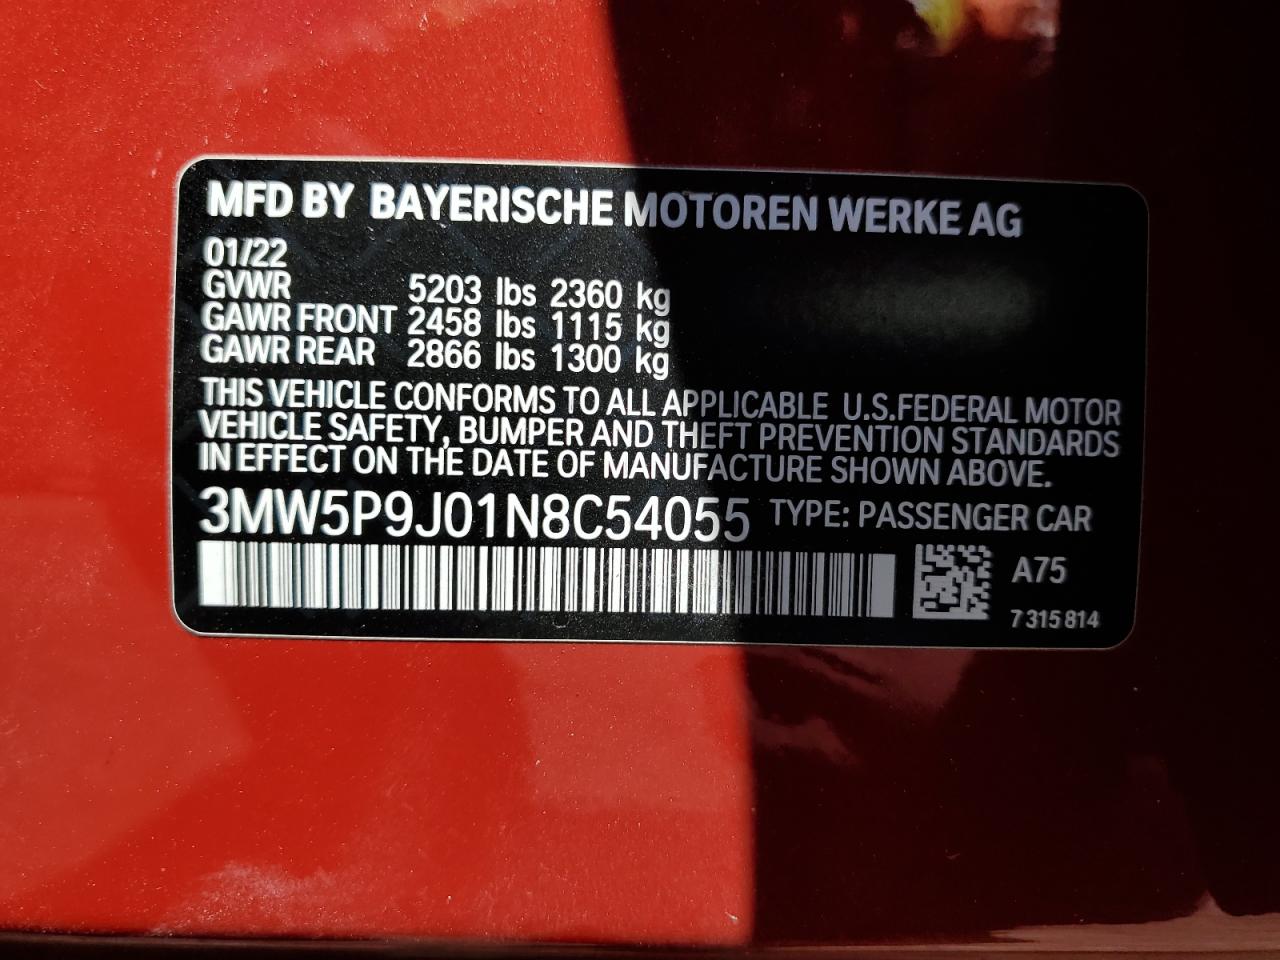 MFD BY BAYERISCHE MOTOREN WERKE AG
01/22
GVWR 5203 lbs 2360 kg
GAWR FRONT 2458 lbs 1115 kg
GAWR REAR 2866 lbs 1300 kg
THIS VEHICLE CONFORMS TO ALL APPLICABLE U.S.FEDERAL MOTOR
VEHICLE SAFETY, BUMPER AND THEFT PREVENTION STANDARDS
IN EFFECT ON THE DATE OF MANUFACTURE SHOWN ABOVE.
3MW5P9J01N8C54055 TYPE: PASSENGER CAR
A75
7 315 814